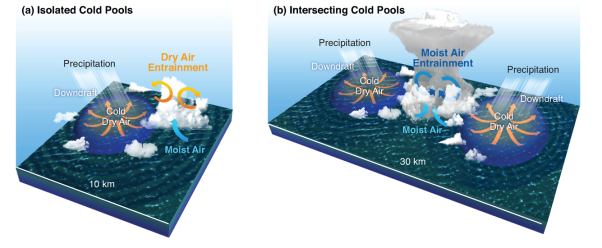 (a) Isolated Cold Pools
Precipitation
Dry Air
Entrainment
Downdraft
Cold
Dry Air
Moist Air
10 km
(b) Intersecting Cold Pools
Precipitation
Moist Air
Entrainment
Precipitation
Downdraft
Cold
Dry Air
Downdraft
Moist Air
Cold
Dry Air
30 km